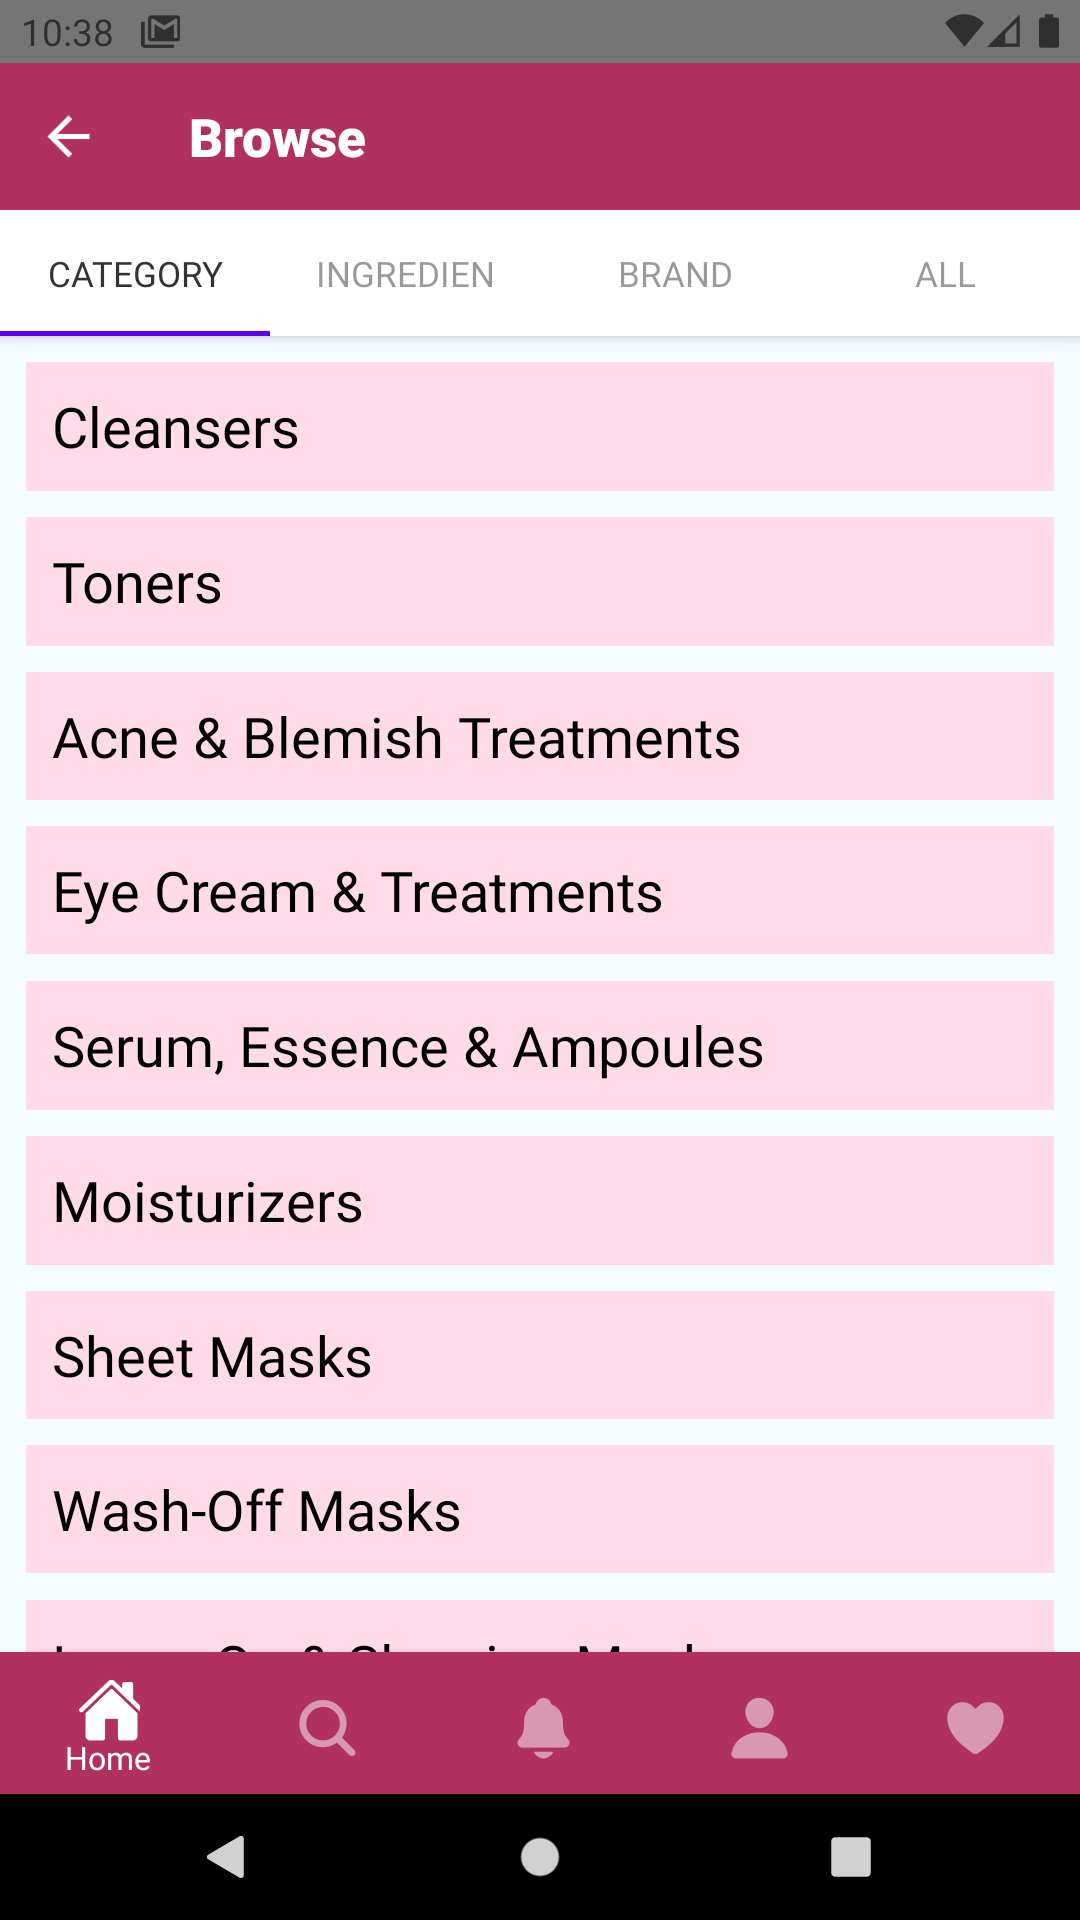 10:38
Browse
CATEGORY INGREDIEN BRAND ALL
Cleansers
Toners
Acne & Blemish Treatments
Eye Cream & Treatments
Serum, Essence & Ampoules
Moisturizers
Sheet Masks
Wash-Off Masks
Home